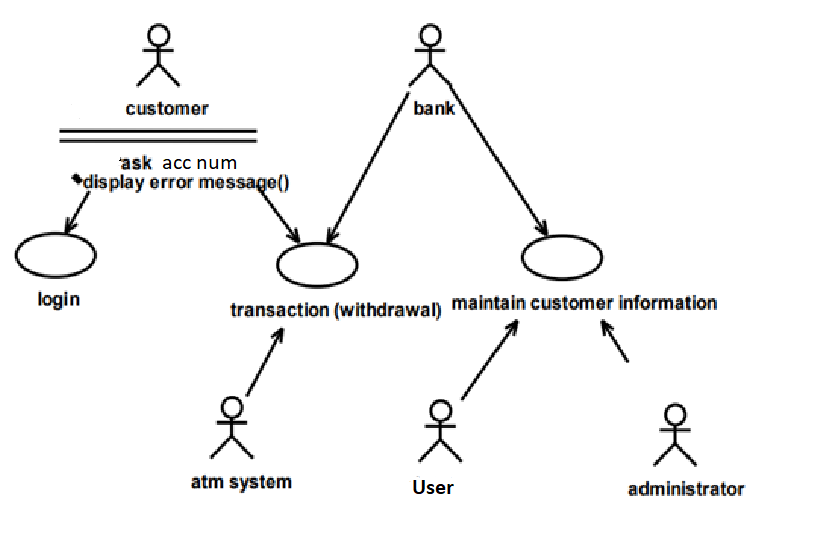 customer
bank
ask acc num
display error message()
login
transaction (withdrawal)
maintain customer information
atm system
User
administrator